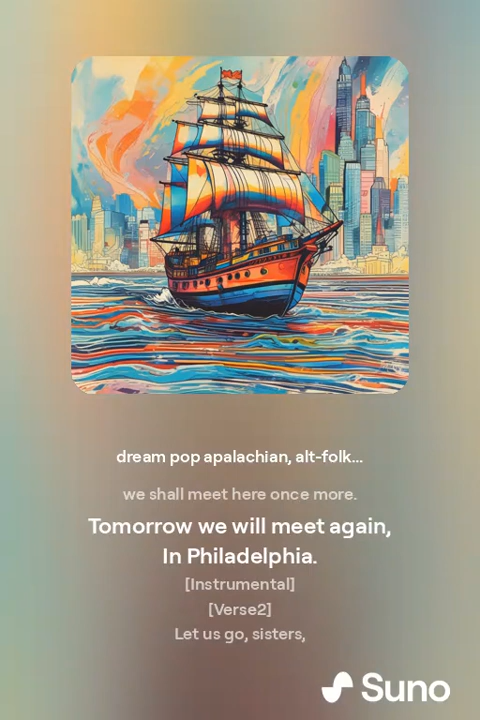 dream pop apalachian, alt-folk...
we shall meet here once more.
Tomorrow we will meet again,
In Philadelphia.
[Instrumental]
[Verse2]
Let us go, sisters,
Suno